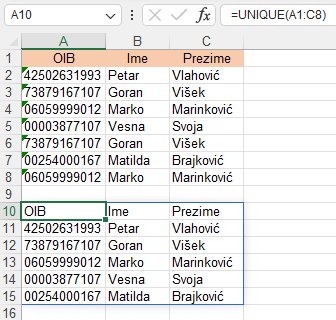 A10 fx =UNIQUE(A1:C8)
A B C
1 OIB Ime Prezime
2 42502631993 Petar Vlahović
3 73879167107 Goran Višek
4 06059999012 Marko Marinković
5 00003877107 Vesna Svoja
6 73879167107 Goran Višek
7 00254000167 Matilda Brajković
8 06059999012 Marko Marinković
9
10 OIB Ime Prezime
11 42502631993 Petar Vlahović
12 73879167107 Goran Višek
13 06059999012 Marko Marinković
14 00003877107 Vesna Svoja
15 00254000167 Matilda Brajković
16